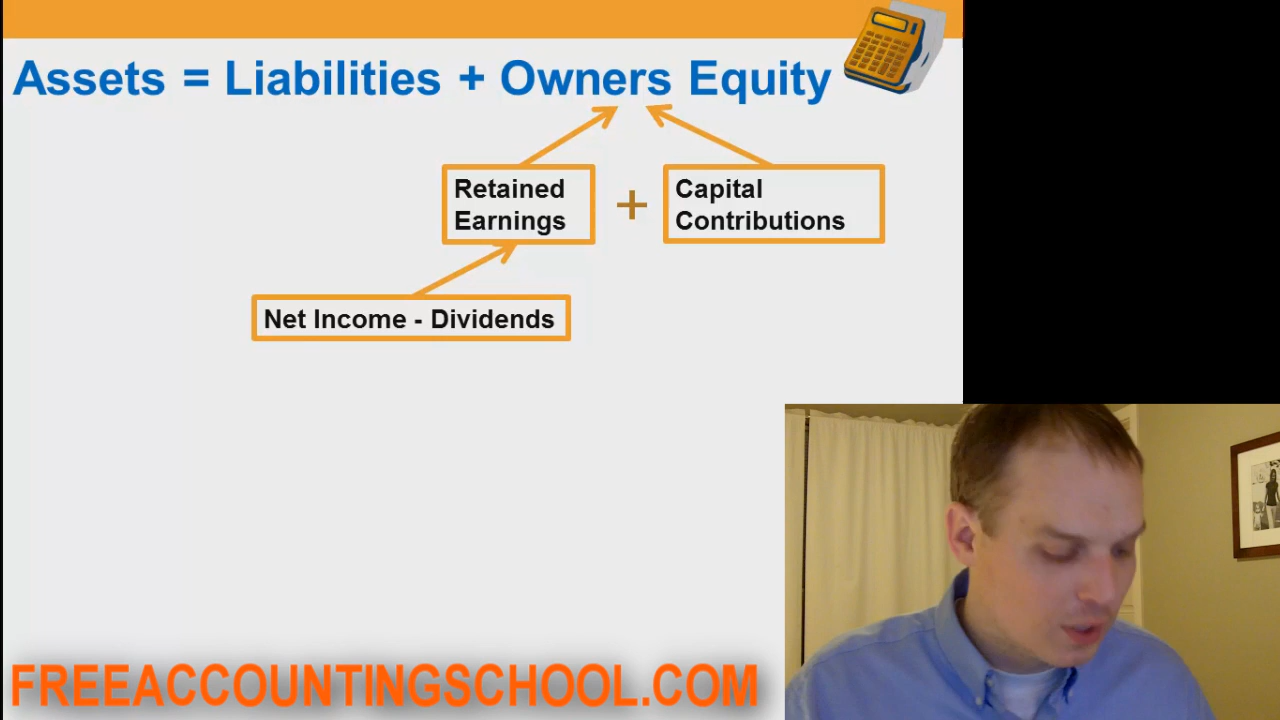 Assets = Liabilities + Owners Equity
Retained
Earnings
+
Capital
Contributions
Net Income - Dividends
FREEACCOUNTINGSCHOOL.COM